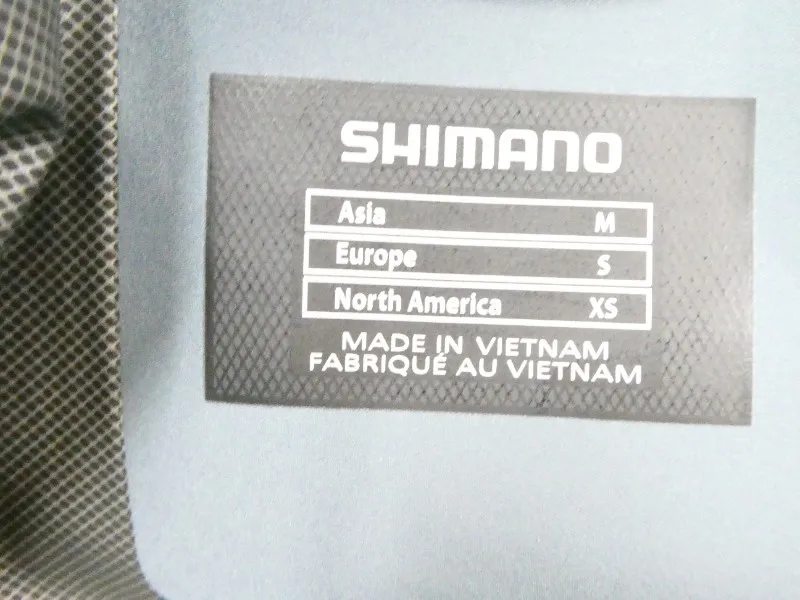 SHIMANO
Asia M
Europe S
North America XS
MADE IN VIETNAM
FABRIQUÉ AU VIETNAM